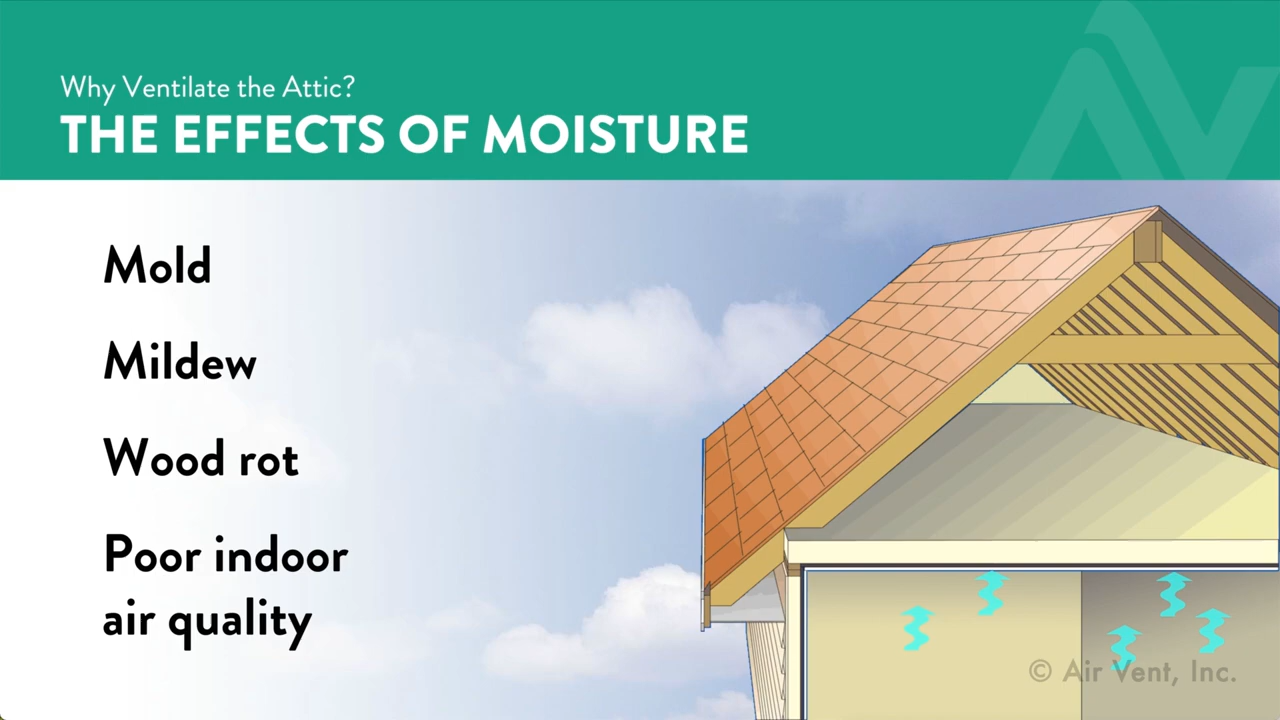 Why Ventilate the Attic?
THE EFFECTS OF MOISTURE
Mold
Mildew
Wood rot
Poor indoor
air quality
© Air Vent, Inc.